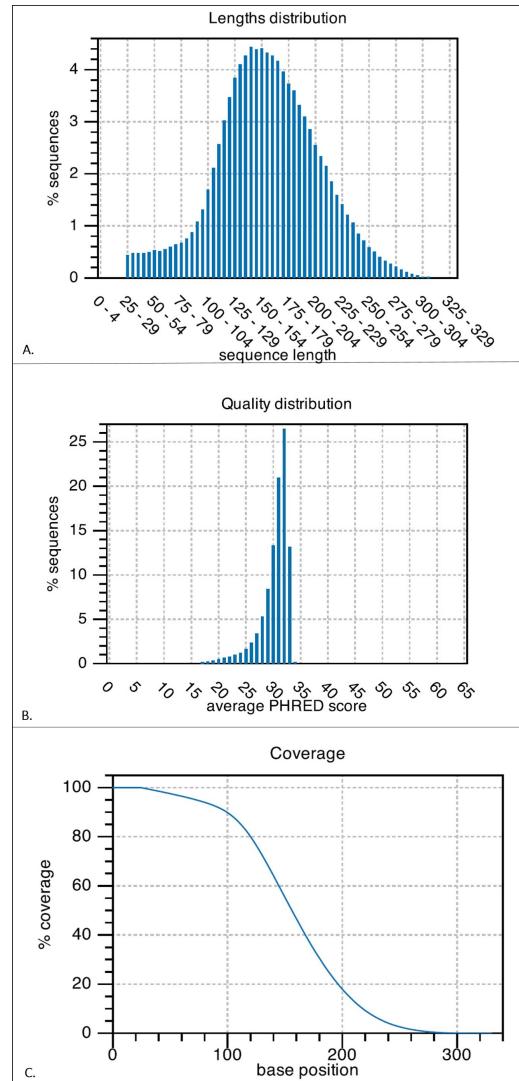 Lengths distribution
% sequences
4
3
2
1
0
0 - 4
25 - 29
50 - 54
75 - 79
100 - 104
125 - 129
150 - 154
175 - 179
200 - 204
225 - 229
250 - 254
275 - 279
300 - 304
325 - 329
sequence length
A.
Quality distribution
% sequences
25
20
15
10
5
0
0 5 10 15 20 25 30 35 40 45 50 55 60 65
average PHRED score
B.
Coverage
% coverage
100
80
60
40
20
0
0 100 200 300
base position
C.